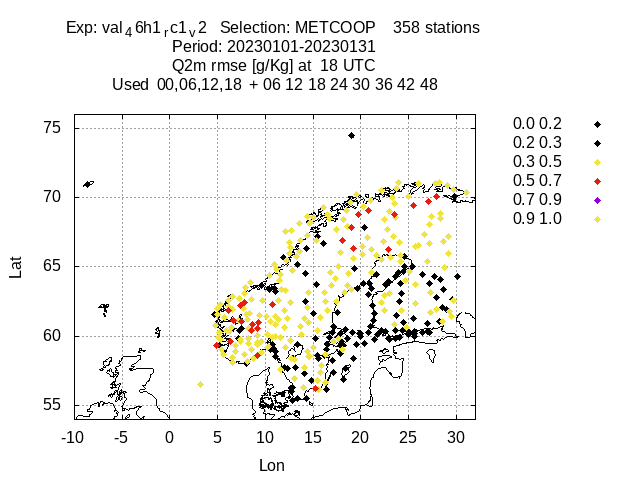 Exp: val4 6h1rc1v2 Selection: METCOOP 358 stations
Period: 20230101-20230131
Q2m rmse [g/Kg] at 18 UTC
Used 00,06,12,18 + 06 12 18 24 30 36 42 48
0.0 0.2
0.2 0.3
0.3 0.5
0.5 0.7
0.7 0.9
0.9 1.0
75
70
65
60
55
Lat
-10 -5 0 5 10 15 20 25 30
Lon